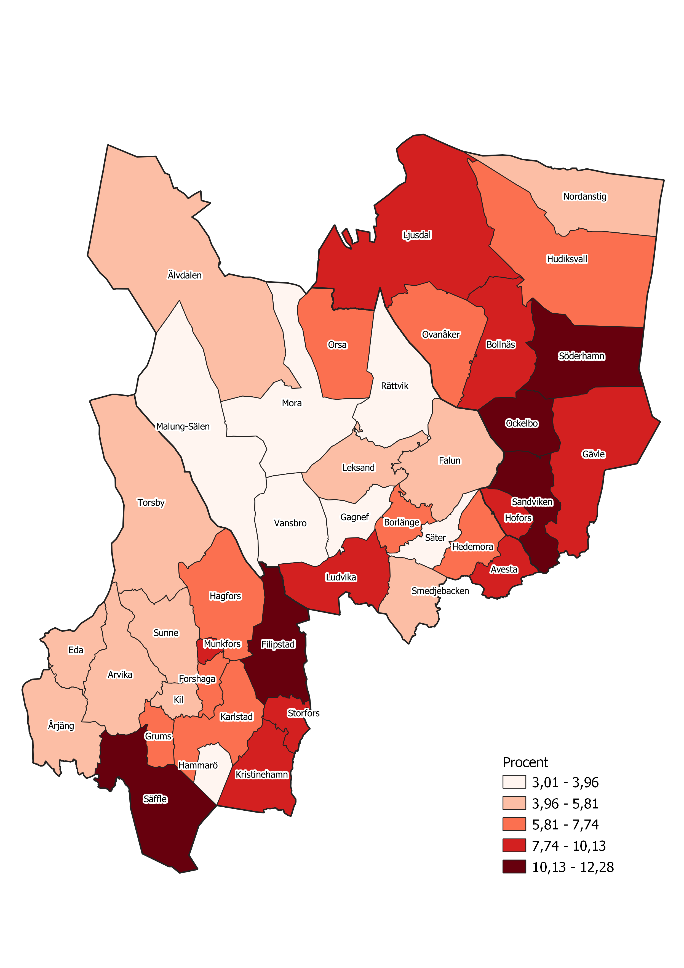 Nordanstig
Ljusdal
Hudiksvall
Älvdalen
Ovanåker
Orsa
Bollnäs
Söderhamn
Rättvik
Mora
Malung-Sälen
Ockelbo
Gävle
Falun
Leksand
Torsby
Sandviken
Gagnef
Hofors
Vansbro
Borlänge
Säter
Hedemora
Avesta
Ludvika
Smedjebacken
Hagfors
Sunne
Munkfors
Filipstad
Eda
Arvika
Forshaga
Kil
Storfors
Karlstad
Årjäng
Grums
Hammarö
Kristinehamn
Säffle
Procent
3,01 - 3,96
3,96 - 5,81
5,81 - 7,74
7,74 - 10,13
10,13 - 12,28